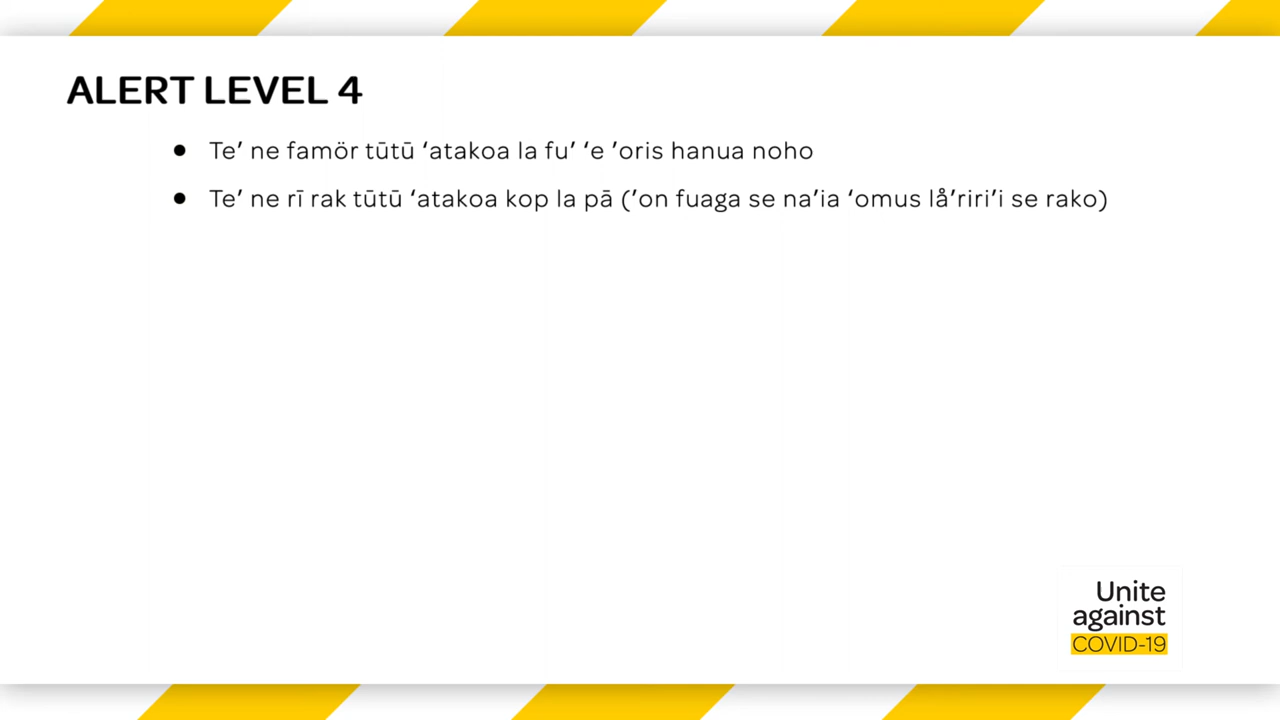 ALERT LEVEL 4
● Te’ ne famör tūtū ‘atakoa la fu’ ‘e ’oris hanua noho
● Te’ ne rī rak tūtū ‘atakoa kop la pā (’on fuaga se na’ia ‘omus lå’riri’i se rako)
Unite
against
COVID-19